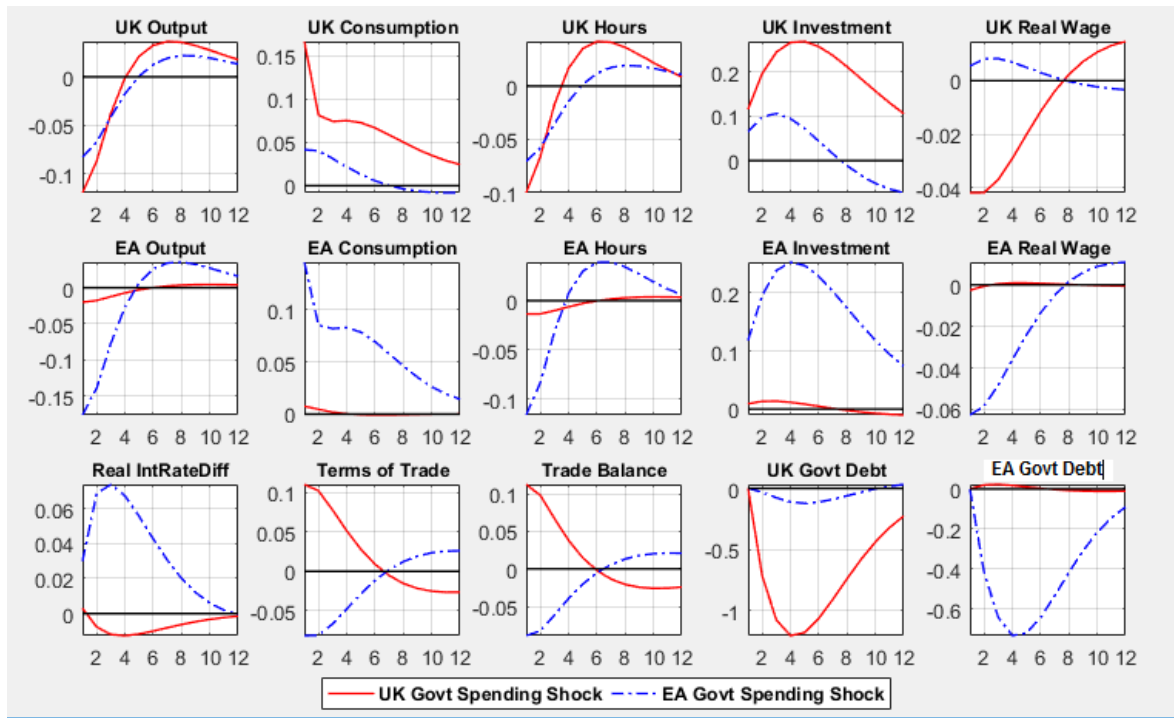 UK Output UK Consumption UK Hours UK Investment UK Real Wage
0 -0.05 -0.1
0.15 0.1 0.05 0
0 -0.05 -0.1
0.2 0.1 0
0 -0.02 -0.04
2 4 6 8 10 12 2 4 6 8 10 12 2 4 6 8 10 12 2 4 6 8 10 12 2 4 6 8 10 12
EA Output EA Consumption EA Hours EA Investment EA Real Wage
0 -0.05 -0.1 -0.15
0.1 0.05 0
0 -0.05 -0.1
0.2 0.1 0
0 -0.02 -0.04 -0.06
2 4 6 8 10 12 2 4 6 8 10 12 2 4 6 8 10 12 2 4 6 8 10 12 2 4 6 8 10 12
Real IntRateDiff Terms of Trade Trade Balance UK Govt Debt EA Govt Debt
0.06 0.04 0.02 0
0.1 0.05 0 -0.05
0.1 0.05 0 -0.05
0 -0.5 -1
0 -0.2 -0.4 -0.6
2 4 6 8 10 12 2 4 6 8 10 12 2 4 6 8 10 12 2 4 6 8 10 12 2 4 6 8 10 12
UK Govt Spending Shock EA Govt Spending Shock